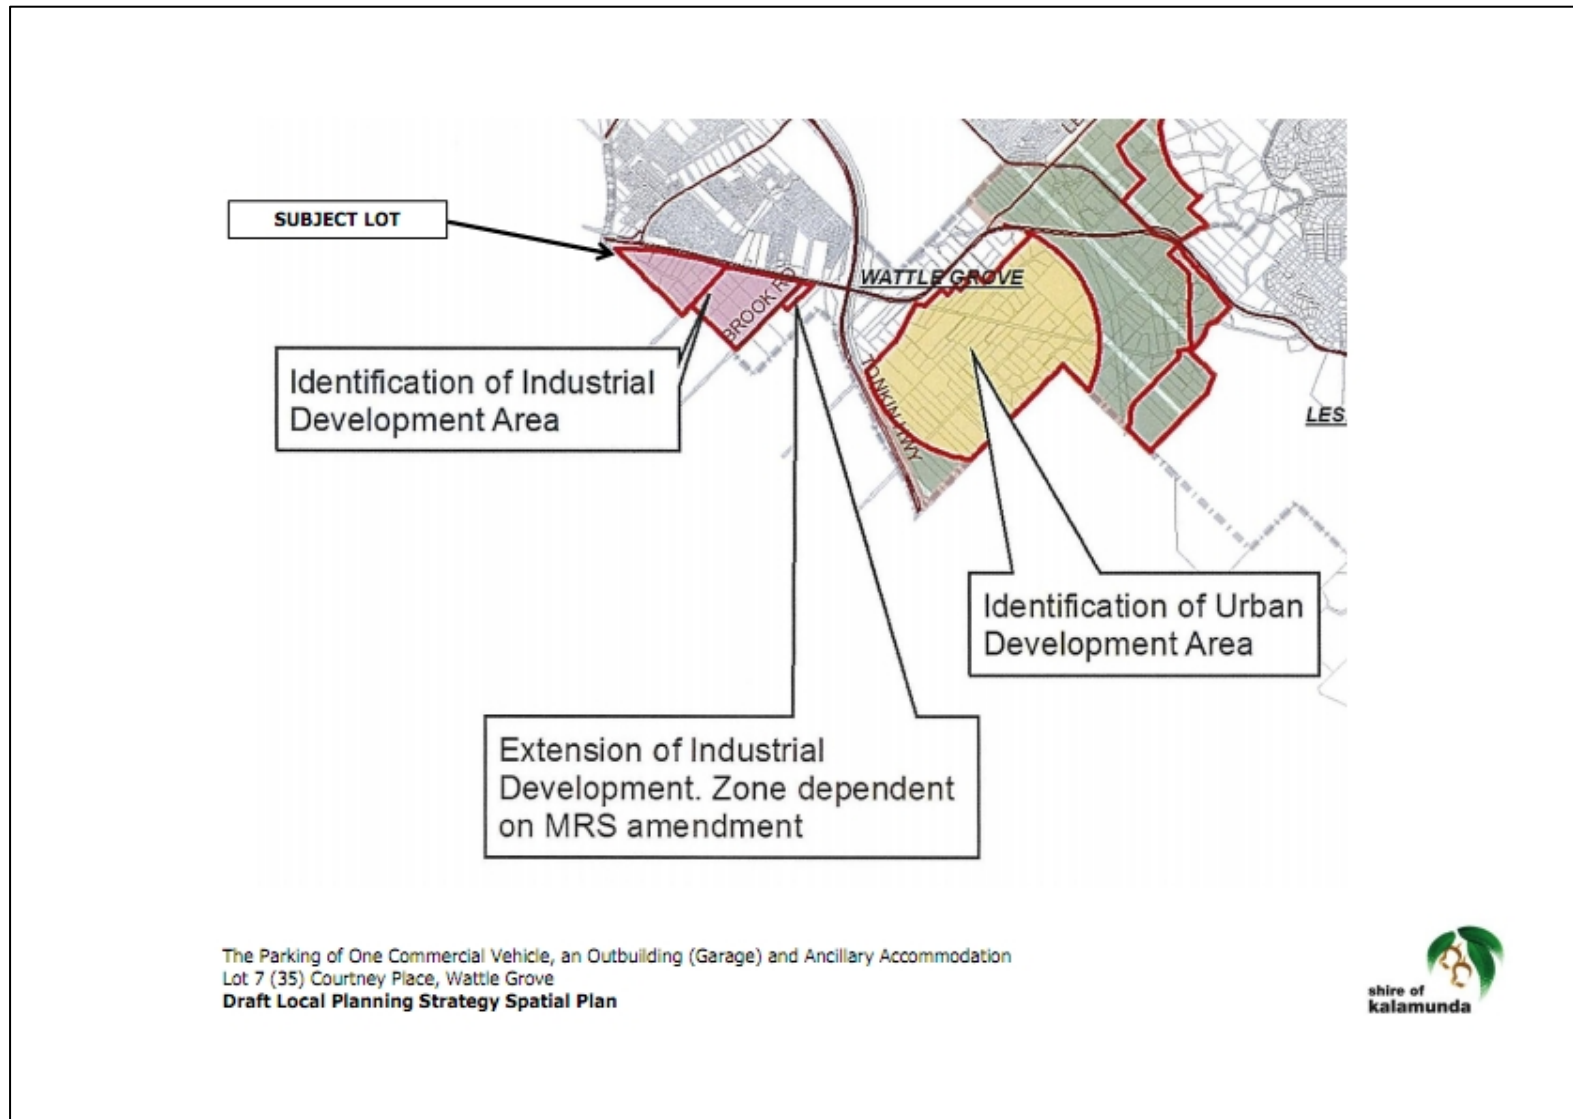 LE
SUBJECT LOT
WATTLE GROVE
BROOK RD
TONKIN HWY
LES
Identification of Industrial
Development Area
Identification of Urban
Development Area
Extension of Industrial
Development. Zone dependent
on MRS amendment
The Parking of One Commercial Vehicle, an Outbuilding (Garage) and Ancillary Accommodation
Lot 7 (35) Courtney Place, Wattle Grove
Draft Local Planning Strategy Spatial Plan
shire of
kalamunda